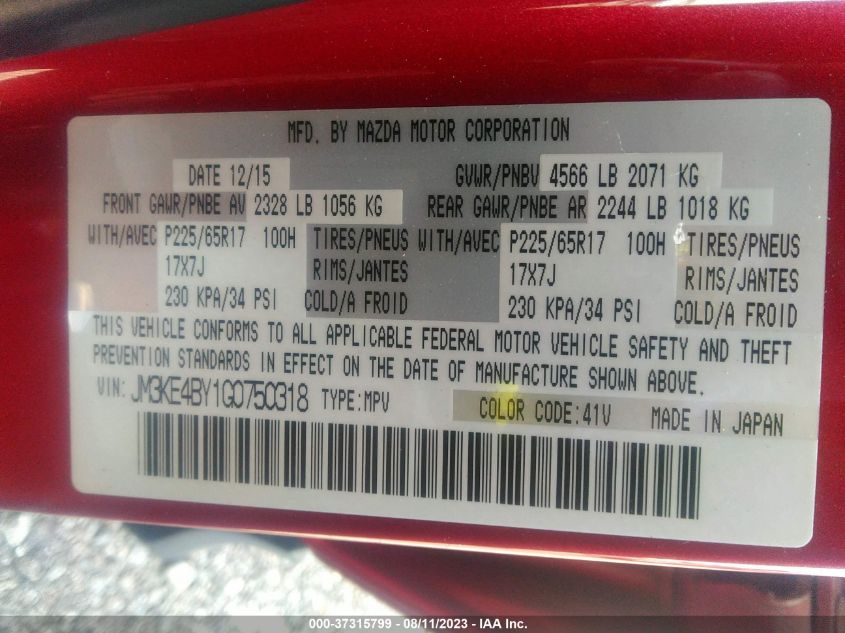 MFD. BY MAZDA MOTOR CORPORATION
DATE 12/15 GVWR/PNBV 4566 LB 2071 KG
FRONT GAWR/PNBE AV 2328 LB 1056 KG REAR GAWR/PNBE AR 2244 LB 1018 KG
WITH/AVEC P225/65R17 100H TIRES/PNEUS WITH/AVEC P225/65R17 100H TIRES/PNEUS
17X7J RIMS/JANTES 17X7J RIMS/JANTES
230 KPA/34 PSI COLD/A FROID 230 KPA/34 PSI COLD/A FROID
THIS VEHICLE CONFORMS TO ALL APPLICABLE FEDERAL MOTOR VEHICLE SAFETY AND THEFT
PREVENTION STANDARDS IN EFFECT ON THE DATE OF MANUFACTURE SHOWN ABOVE.
VIN: JM3KE4BY1G0750318 TYPE:MPV COLOR CODE:41V MADE IN JAPAN
000-37315799 - 08/11/2023 - IAA Inc.